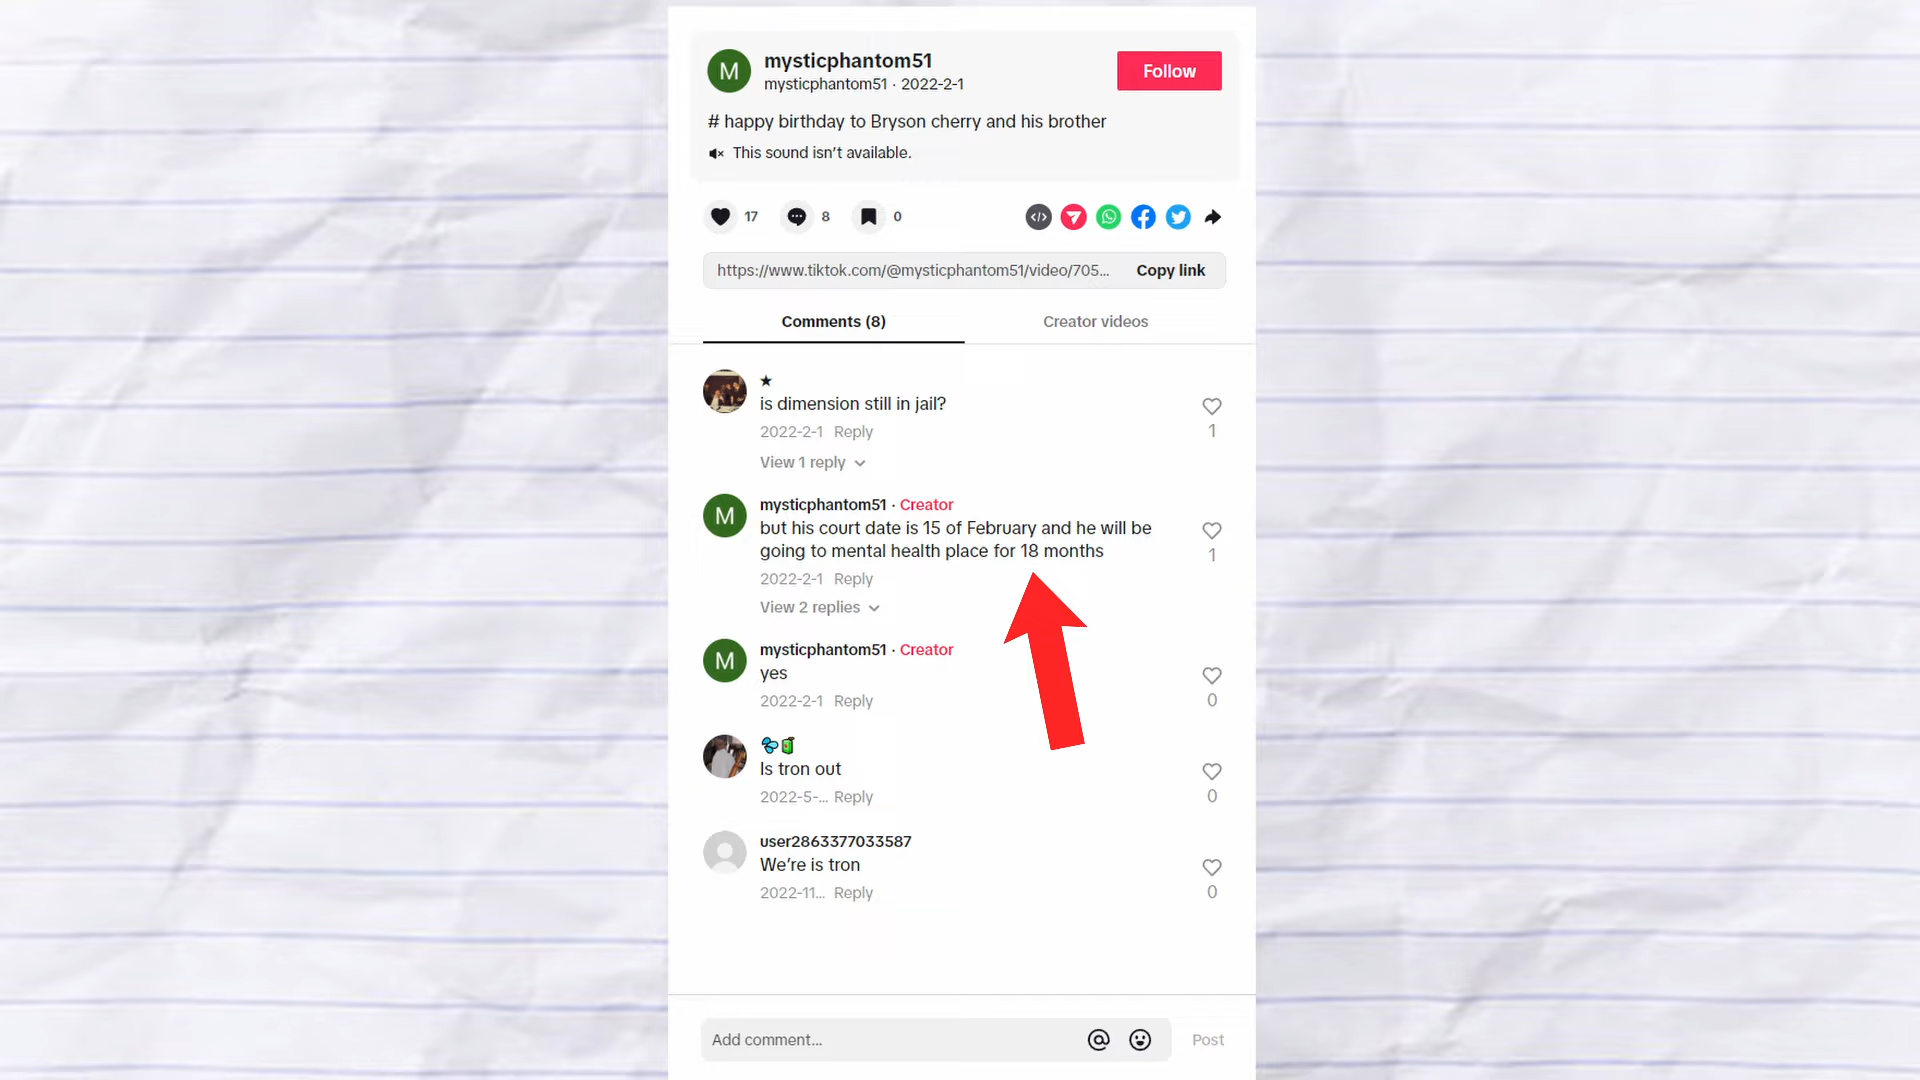 M
mysticphantom51
mysticphantom51 · 2022-2-1
Follow
# happy birthday to Bryson cherry and his brother
This sound isn't available.
17
8
0
https://www.tiktok.com/@mysticphantom51/video/705...
Copy link
Comments (8)
Creator videos
★
is dimension still in jail?
2022-2-1 Reply
1
View 1 reply
M
mysticphantom51 · Creator
but his court date is 15 of February and he will be
going to mental health place for 18 months
1
2022-2-1 Reply
View 2 replies
M
mysticphantom51 · Creator
yes
2022-2-1 Reply
0
Is tron out
2022-5-... Reply
0
user2863377033587
We're is tron
2022-11... Reply
0
Add comment...
Post